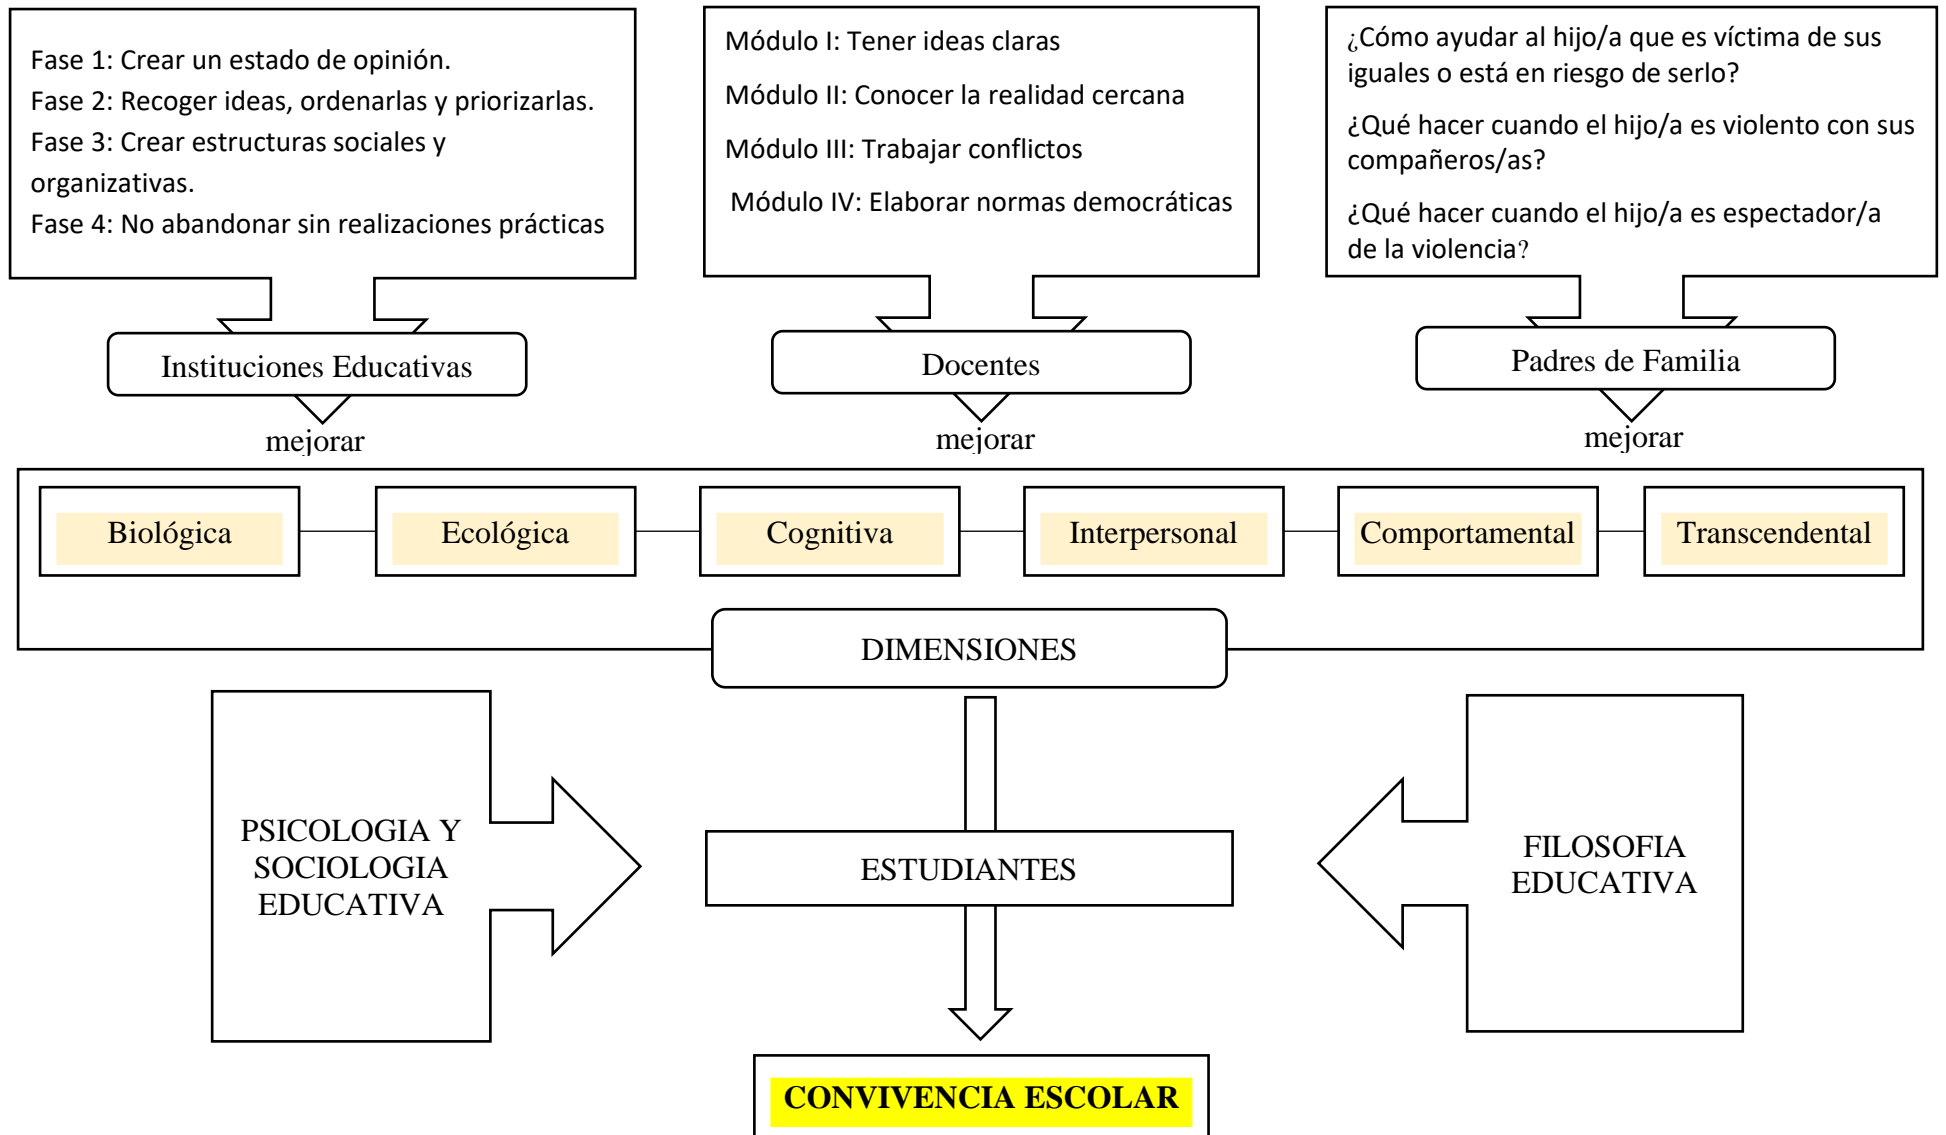 Fase 1: Crear un estado de opinión.
Fase 2: Recoger ideas, ordenarlas y priorizarlas.
Fase 3: Crear estructuras sociales y
organizativas.
Fase 4: No abandonar sin realizaciones prácticas
Módulo I: Tener ideas claras
Módulo II: Conocer la realidad cercana
Módulo III: Trabajar conflictos
Módulo IV: Elaborar normas democráticas
¿Cómo ayudar al hijo/a que es víctima de sus
iguales o está en riesgo de serlo?
¿Qué hacer cuando el hijo/a es violento con sus
compañeros/as?
¿Qué hacer cuando el hijo/a es espectador/a
de la violencia?
Instituciones Educativas
Docentes
Padres de Familia
mejorar
mejorar
mejorar
Biológica
Ecológica
Cognitiva
Interpersonal
Comportamental
Transcendental
DIMENSIONES
PSICOLOGIA Y
SOCIOLOGIA
EDUCATIVA
ESTUDIANTES
FILOSOFIA
EDUCATIVA
CONVIVENCIA ESCOLAR